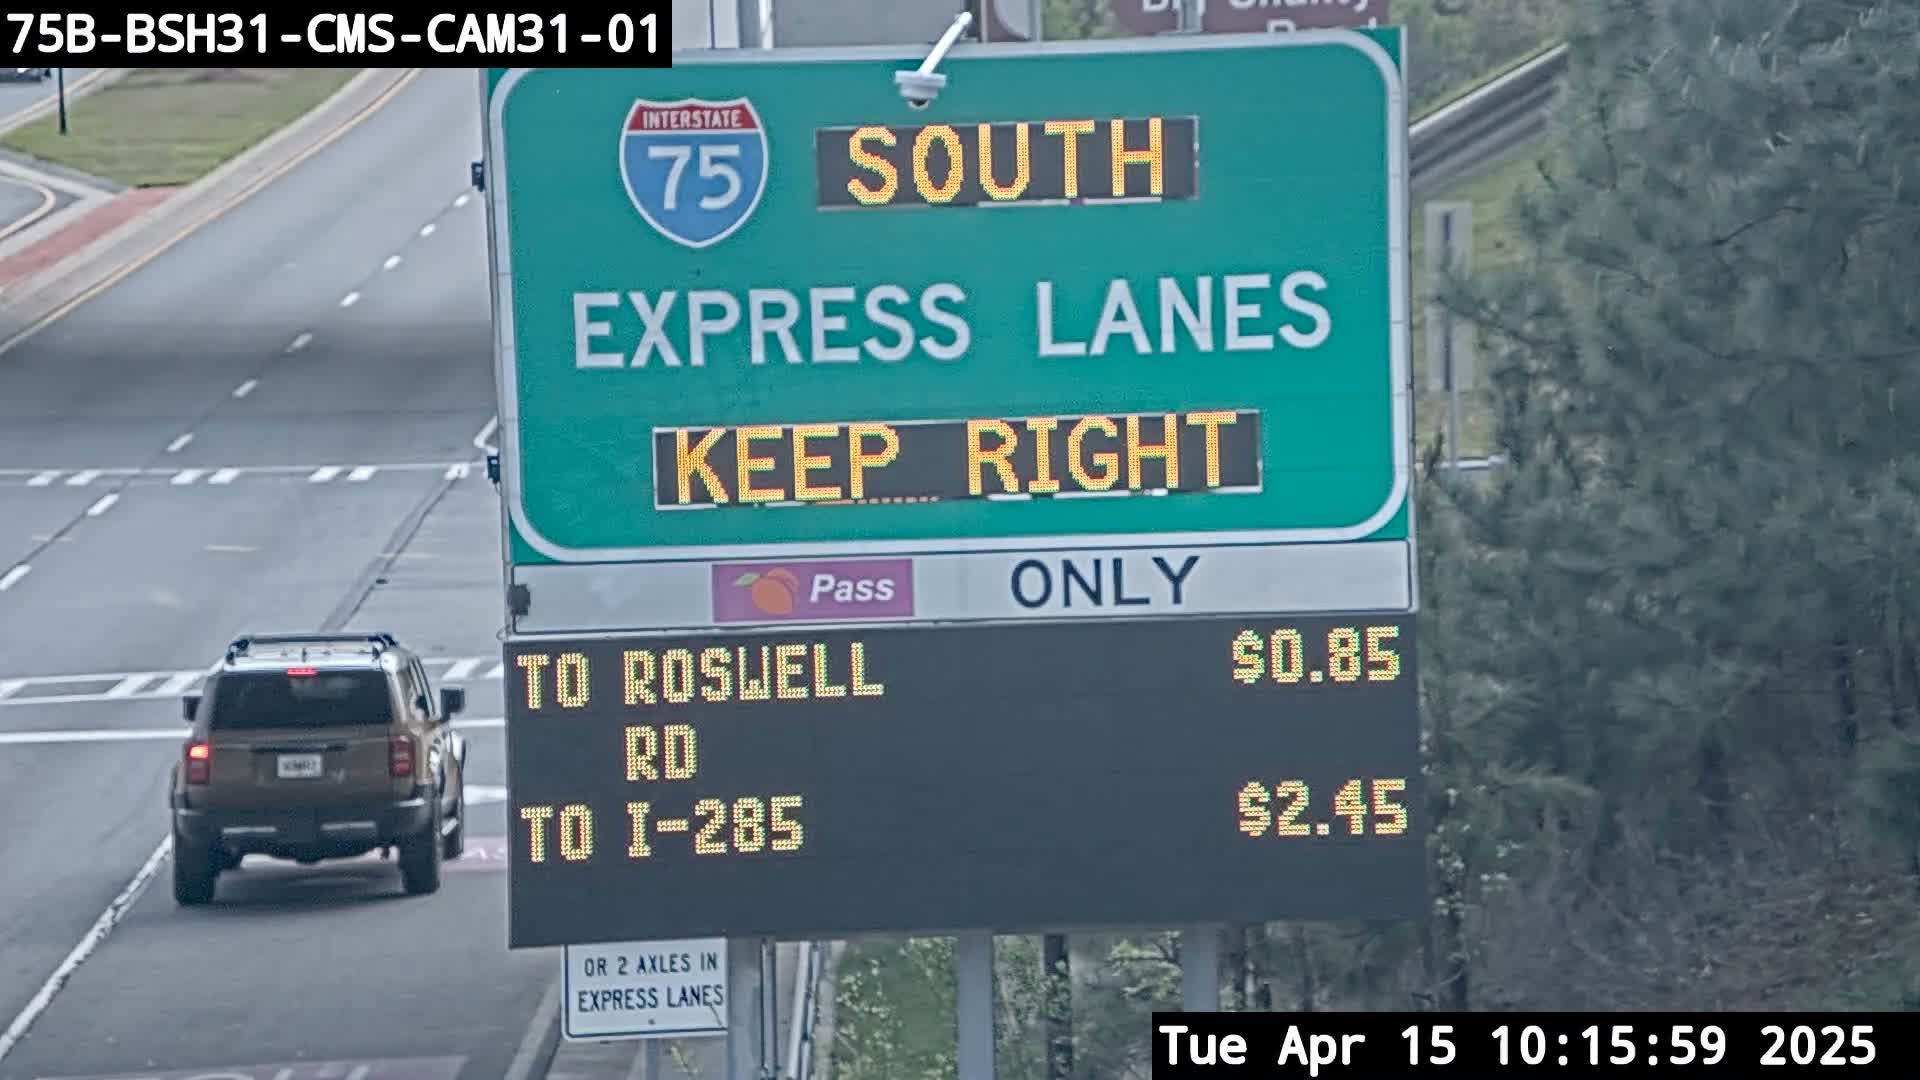 75B-BSH31-CMS-CAM31-01
INTERSTATE
75
SOUTH
EXPRESS LANES
KEEP RIGHT
Pass ONLY
TO ROSWELL $0.85
RD
TO I-285 $2.45
OR 2 AXLES IN
EXPRESS LANES
Tue Apr 15 10:15:59 2025